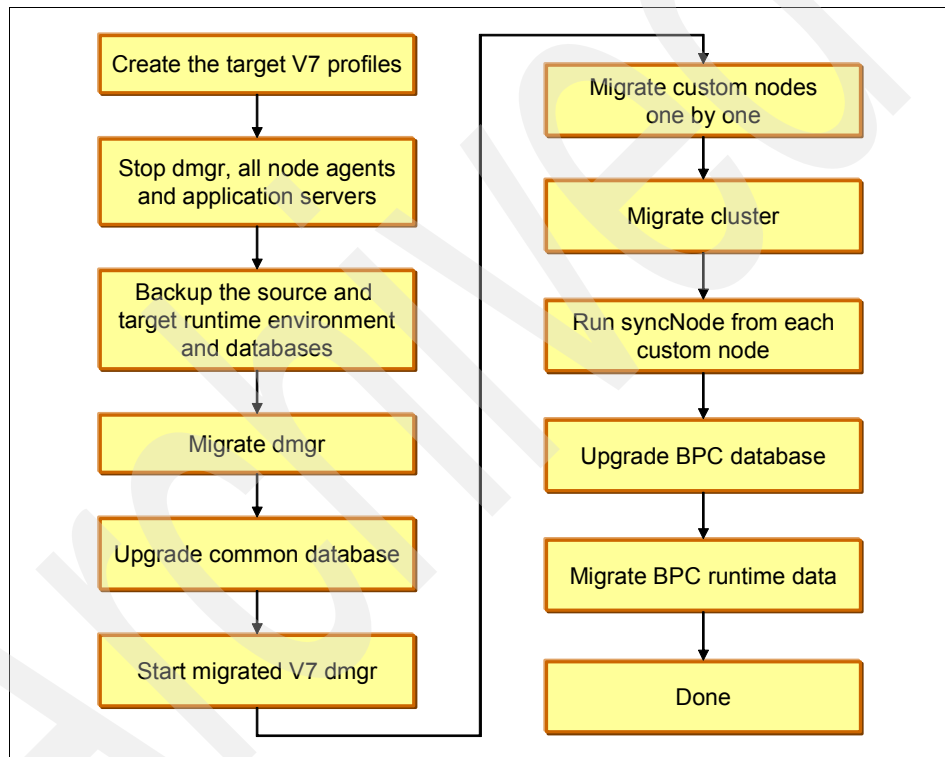 Create the target V7 profiles
Stop dmgr, all node agents
and application servers
Backup the source and
target runtime environment
and databases
Migrate dmgr
Upgrade common database
Start migrated V7 dmgr
Migrate custom nodes
one by one
Migrate cluster
Run syncNode from each
custom node
Upgrade BPC database
Migrate BPC runtime data
Done
Archived